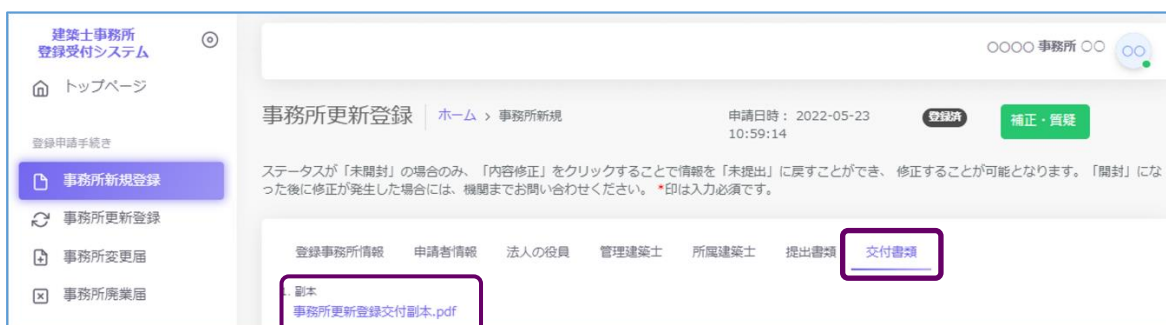 建築士事務所
登録受付システム
トップページ
登録申請手続き
事務所新規登録
事務所更新登録
事務所変更届
事務所廃業届
〇〇〇〇 事務所 〇〇
〇〇
事務所更新登録
ホーム > 事務所新規
申請日時 : 2022-05-23
10:59:14
登録済
補正・質疑
ステータスが「未開封」の場合のみ、「内容修正」をクリックすることで情報を「未提出」に戻すことができ、 修正することが可能となります。「開封」にな
った後に修正が発生した場合には、機関までお問い合わせください。 *印は入力必須です。
登録事務所情報 申請者情報 法人の役員 管理建築士 所属建築士 提出書類 交付書類
1. 副本
事務所更新登録交付副本.pdf